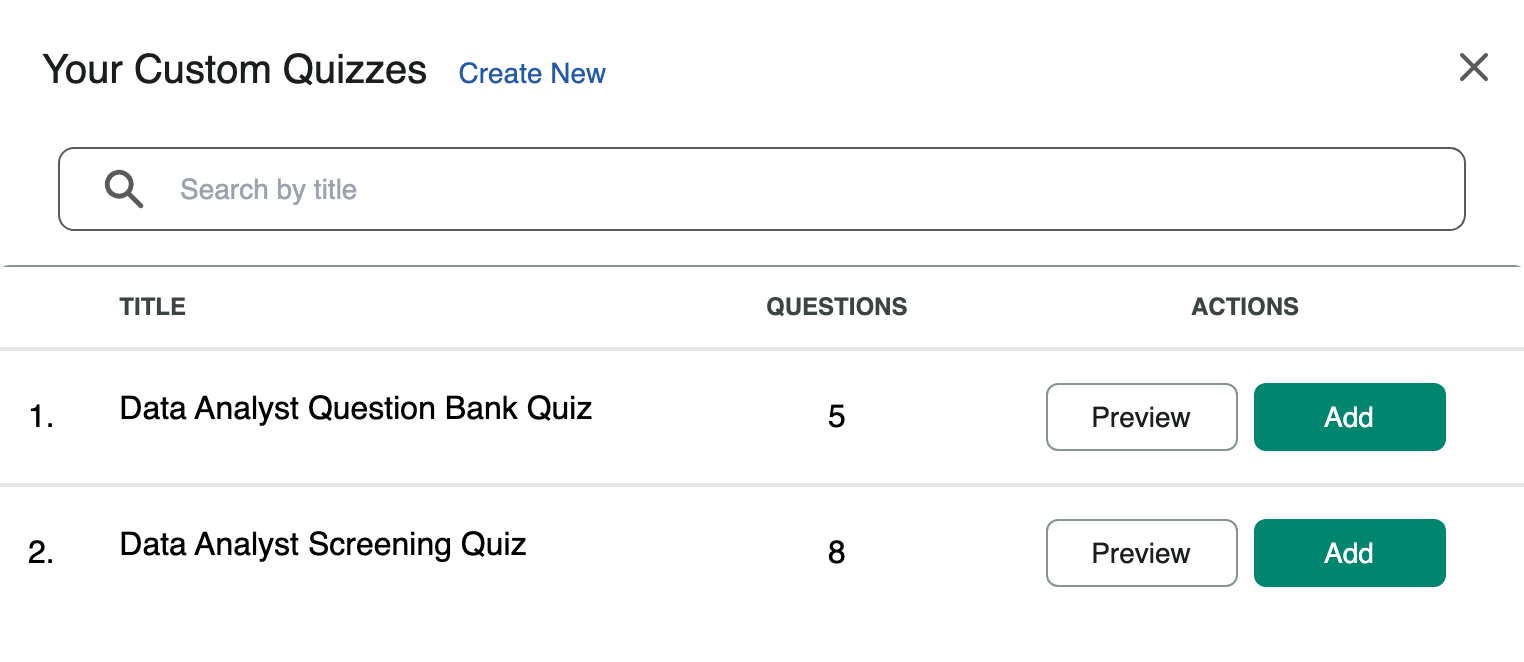 Your Custom Quizzes Create New
Search by title
TITLE QUESTIONS ACTIONS
1. Data Analyst Question Bank Quiz 5 Preview Add
2. Data Analyst Screening Quiz 8 Preview Add